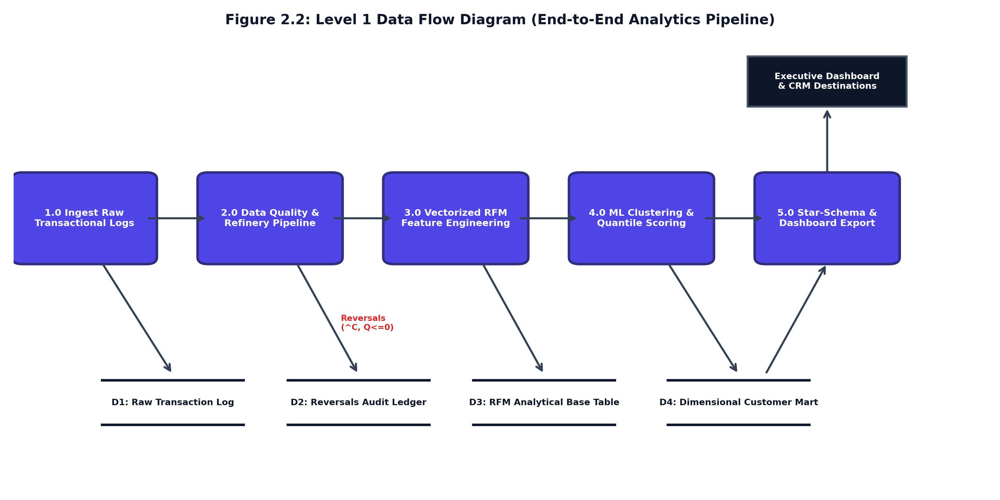 Figure 2.2: Level 1 Data Flow Diagram (End-to-End Analytics Pipeline)
Executive Dashboard
& CRM Destinations
1.0 Ingest Raw
Transactional Logs
2.0 Data Quality &
Refinery Pipeline
3.0 Vectorized RFM
Feature Engineering
4.0 ML Clustering &
Quantile Scoring
5.0 Star-Schema &
Dashboard Export
Reversals
(^C, Q<=0)
D1: Raw Transaction Log
D2: Reversals Audit Ledger
D3: RFM Analytical Base Table
D4: Dimensional Customer Mart